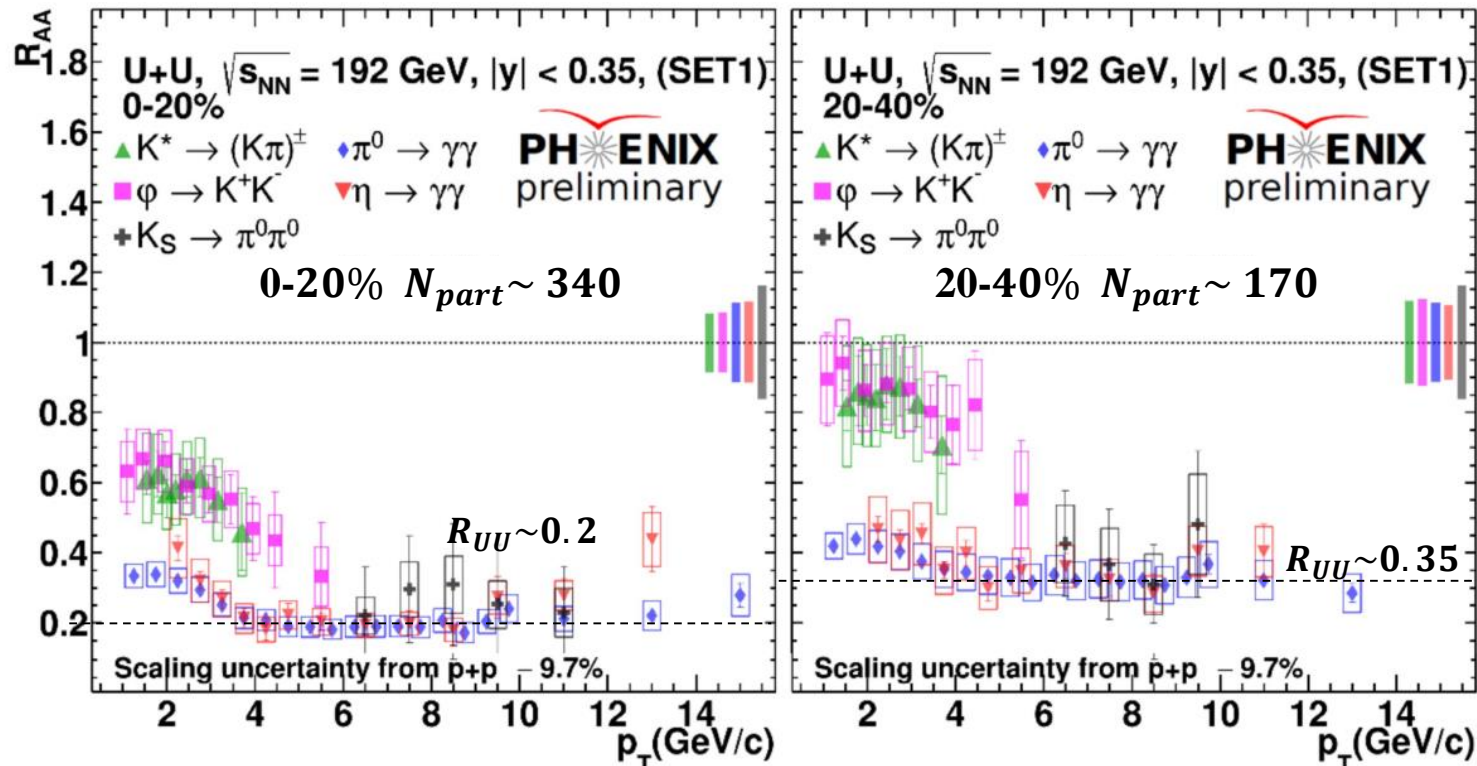 R_AA
1.8
1.6
1.4
1.2
1
0.8
0.6
0.4
0.2
U+U, √s_NN = 192 GeV, |y| < 0.35, (SET1)
0-20%
K* → (Kπ)±
π⁰ → γγ
φ → K⁺K⁻
η → γγ
K_S → π⁰π⁰
PHENIX
preliminary
0-20% N_part~ 340
R_UU~0.2
Scaling uncertainty from p+p – 9.7%
2 4 6 8 10 12 14
p_T(GeV/c)
U+U, √s_NN = 192 GeV, |y| < 0.35, (SET1)
20-40%
K* → (Kπ)±
π⁰ → γγ
φ → K⁺K⁻
η → γγ
K_S → π⁰π⁰
PHENIX
preliminary
20-40% N_part~ 170
R_UU~0.35
Scaling uncertainty from p+p – 9.7%
2 4 6 8 10 12 14
p_T(GeV/c)